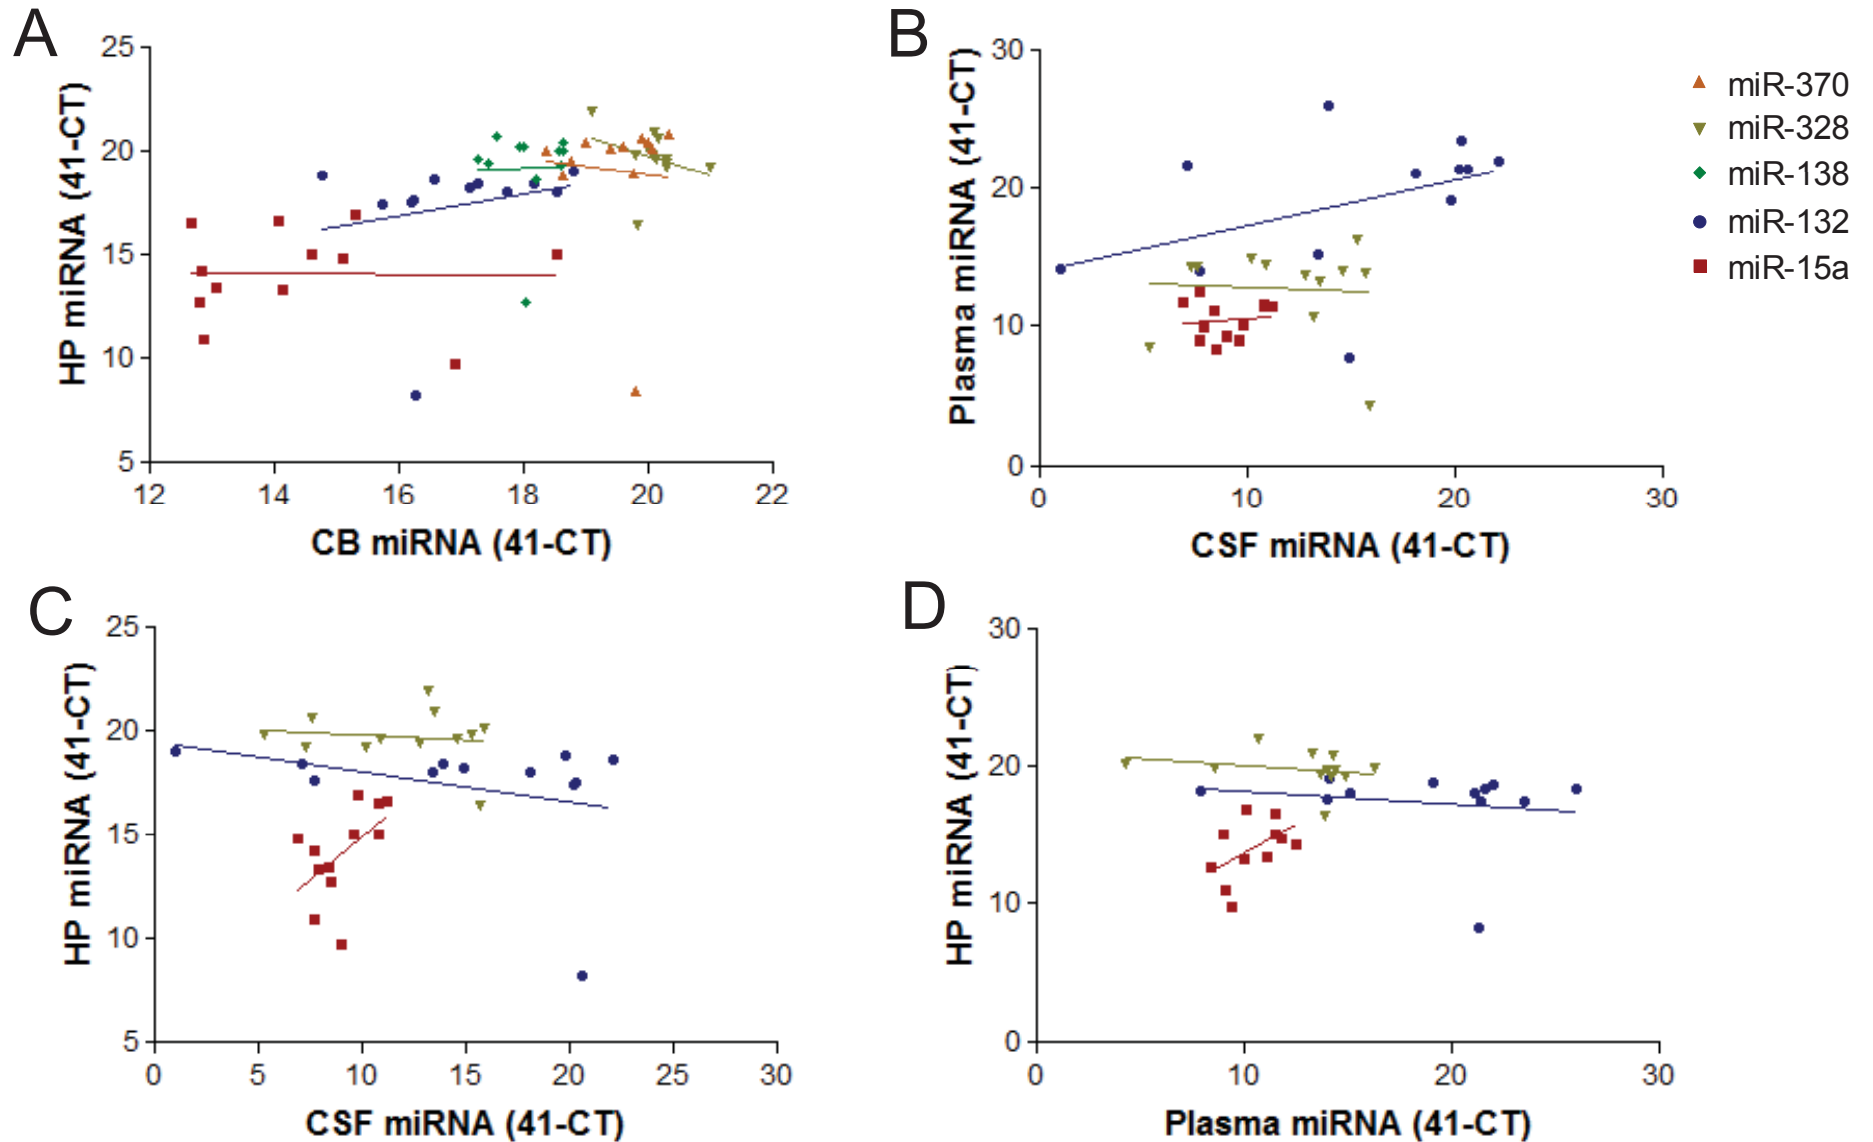 A
25
20
15
10
5
HP miRNA (41-CT)
12 14 16 18 20 22
CB miRNA (41-CT)
B
30
20
10
0
Plasma miRNA (41-CT)
0 10 20 30
CSF miRNA (41-CT)
miR-370
miR-328
miR-138
miR-132
miR-15a
C
25
20
15
10
5
HP miRNA (41-CT)
0 5 10 15 20 25 30
CSF miRNA (41-CT)
D
30
20
10
0
HP miRNA (41-CT)
0 10 20 30
Plasma miRNA (41-CT)